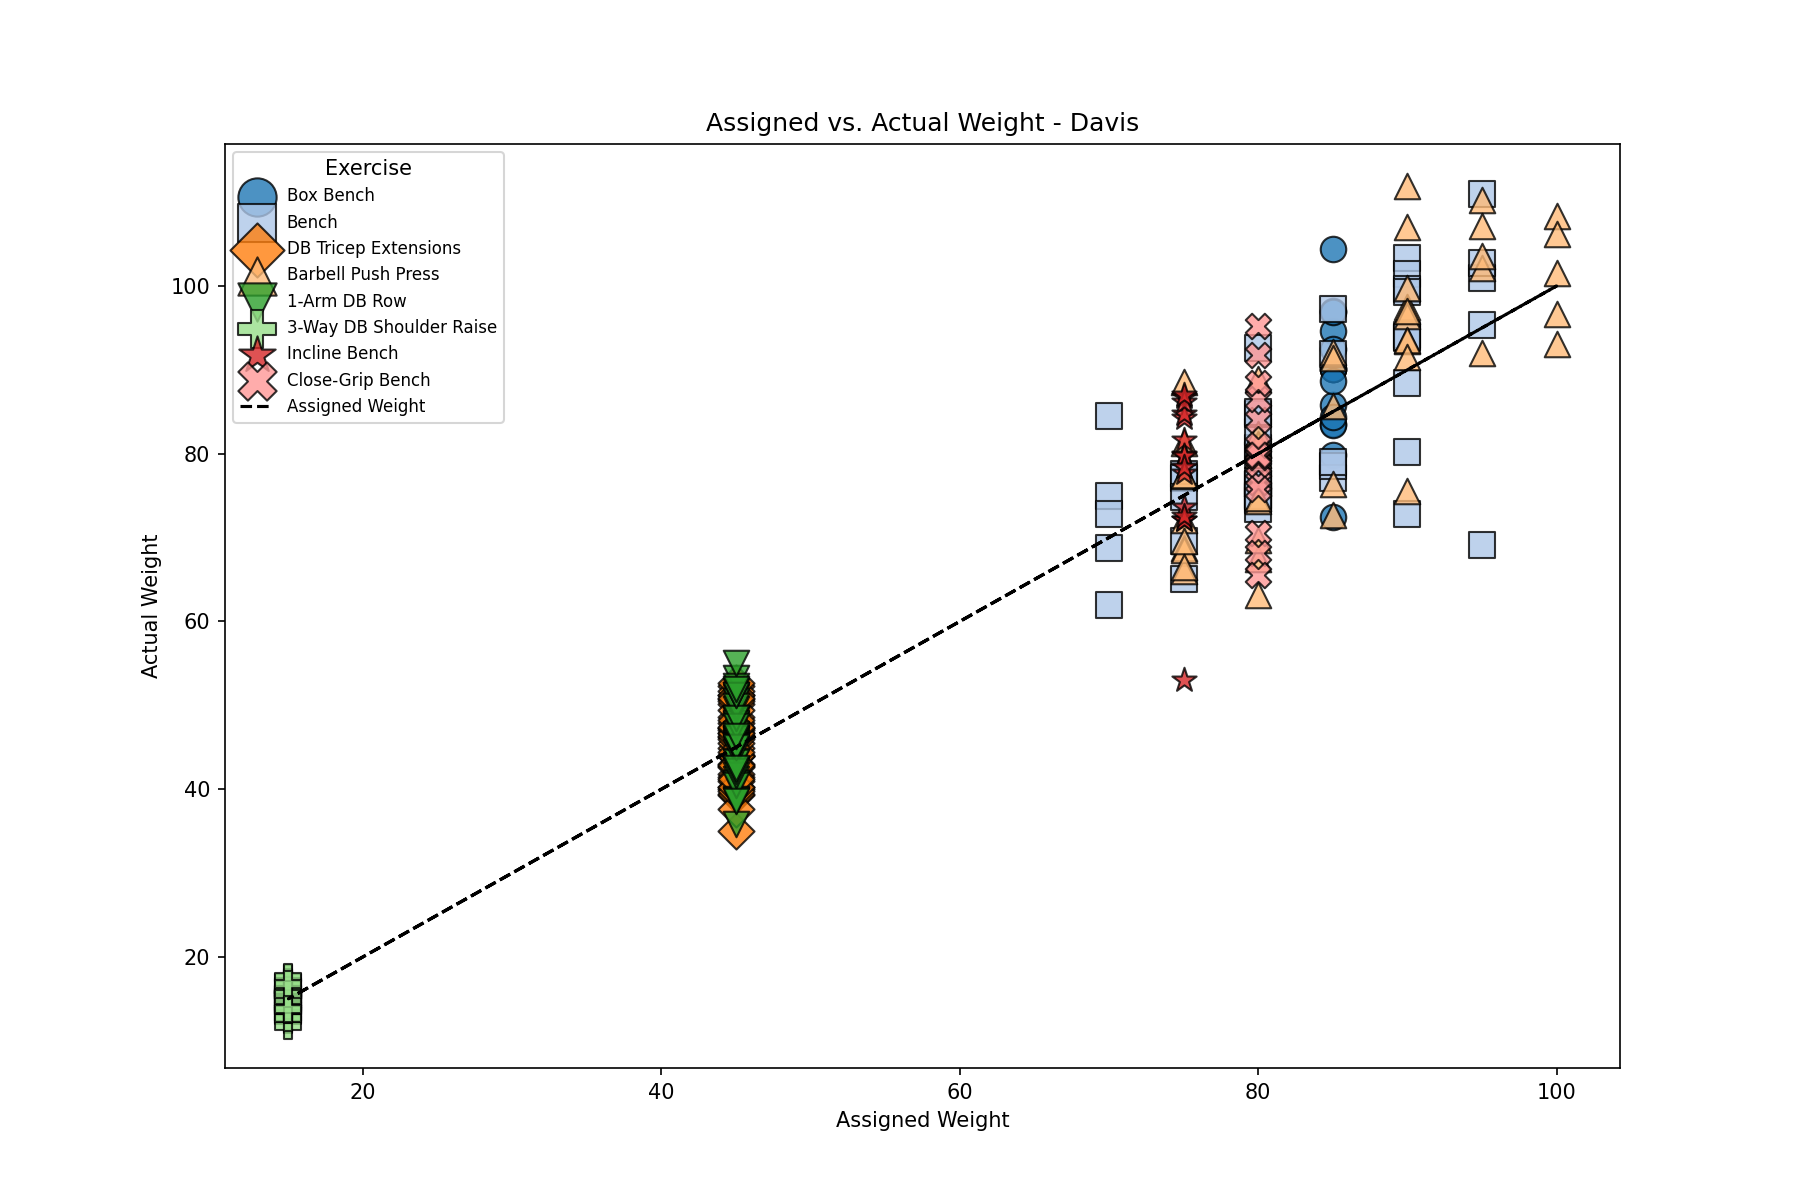 Assigned vs. Actual Weight - Davis
Exercise
Box Bench
Bench
DB Tricep Extensions
Barbell Push Press
1-Arm DB Row
3-Way DB Shoulder Raise
Incline Bench
Close-Grip Bench
Assigned Weight
Actual Weight
100
80
60
40
20
20 40 60 80 100
Assigned Weight